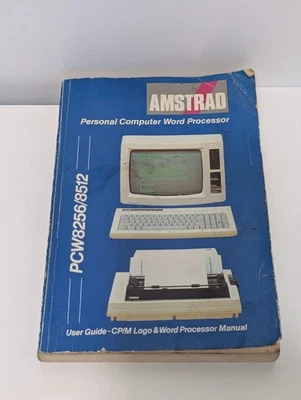 AMSTRAD
Personal Computer Word Processor
PCW8256/8512
User Guide-CP/M Logo & Word Processor Manual